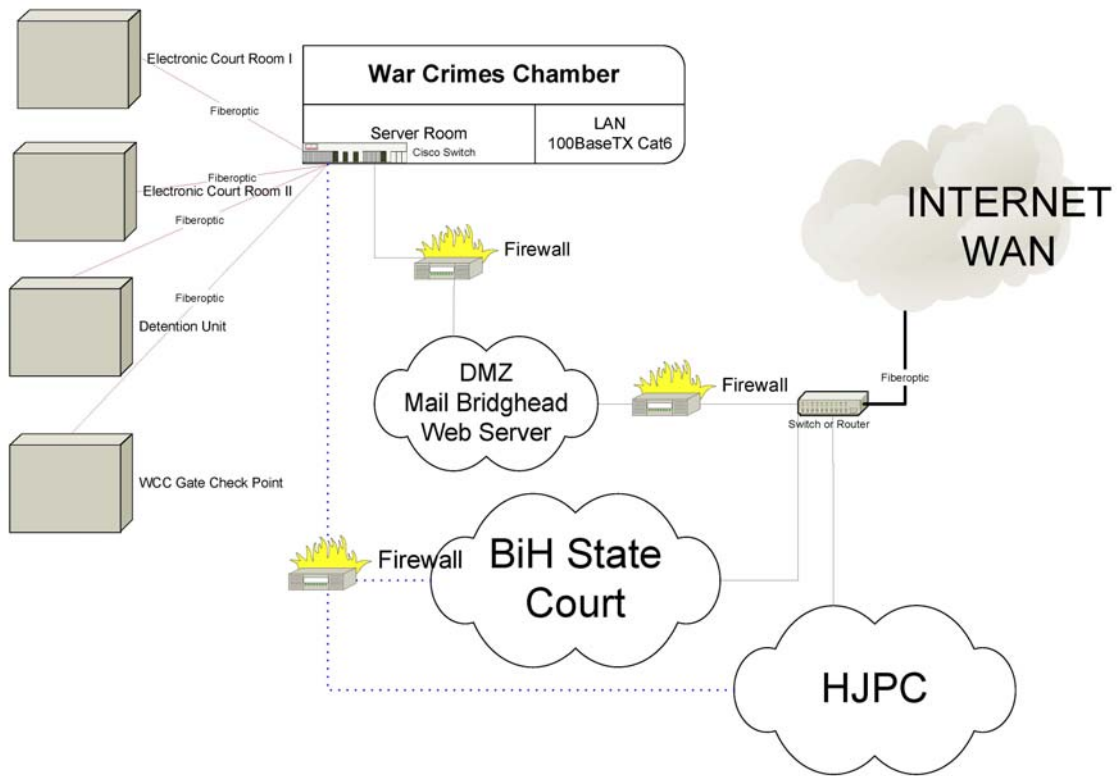 Electronic Court Room I
Fiberoptic
War Crimes Chamber
Server Room
Cisco Switch
LAN
100BaseTX Cat6
Fiberoptic
Electronic Court Room II
Fiberoptic
Fiberoptic
Detention Unit
WCC Gate Check Point
Firewall
INTERNET
WAN
Fiberoptic
DMZ
Mail Bridghead
Web Server
Firewall
Switch or Router
Firewall
BiH State
Court
HJPC